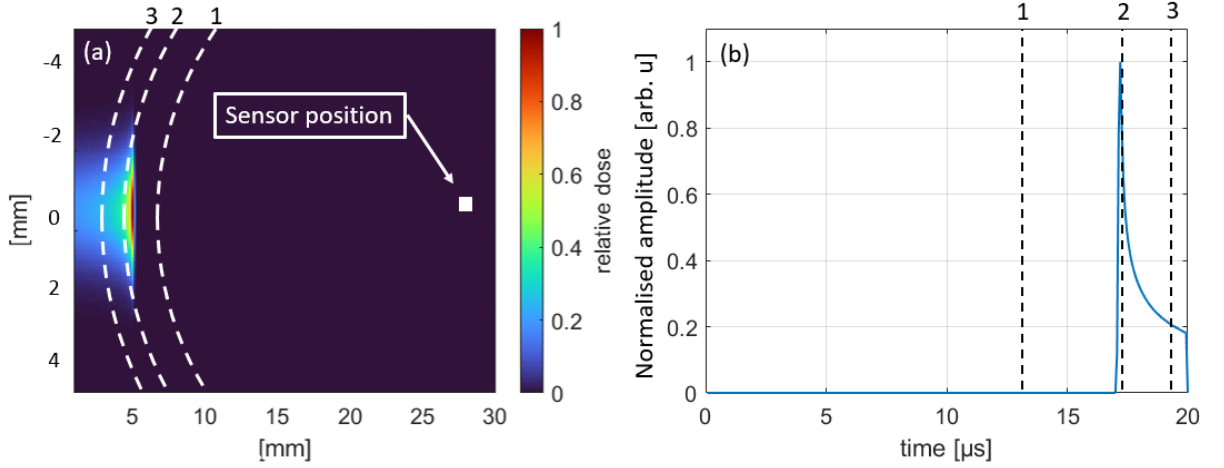 3 2 1
(a)
Sensor position
-4
-2
0
2
4
[mm]
5 10 15 20 25 30
[mm]
1
0.8
0.6
0.4
0.2
0
relative dose
1 2 3
(b)
1
0.8
0.6
0.4
0.2
0
Normalised amplitude [arb. u]
0 5 10 15 20
time [µs]